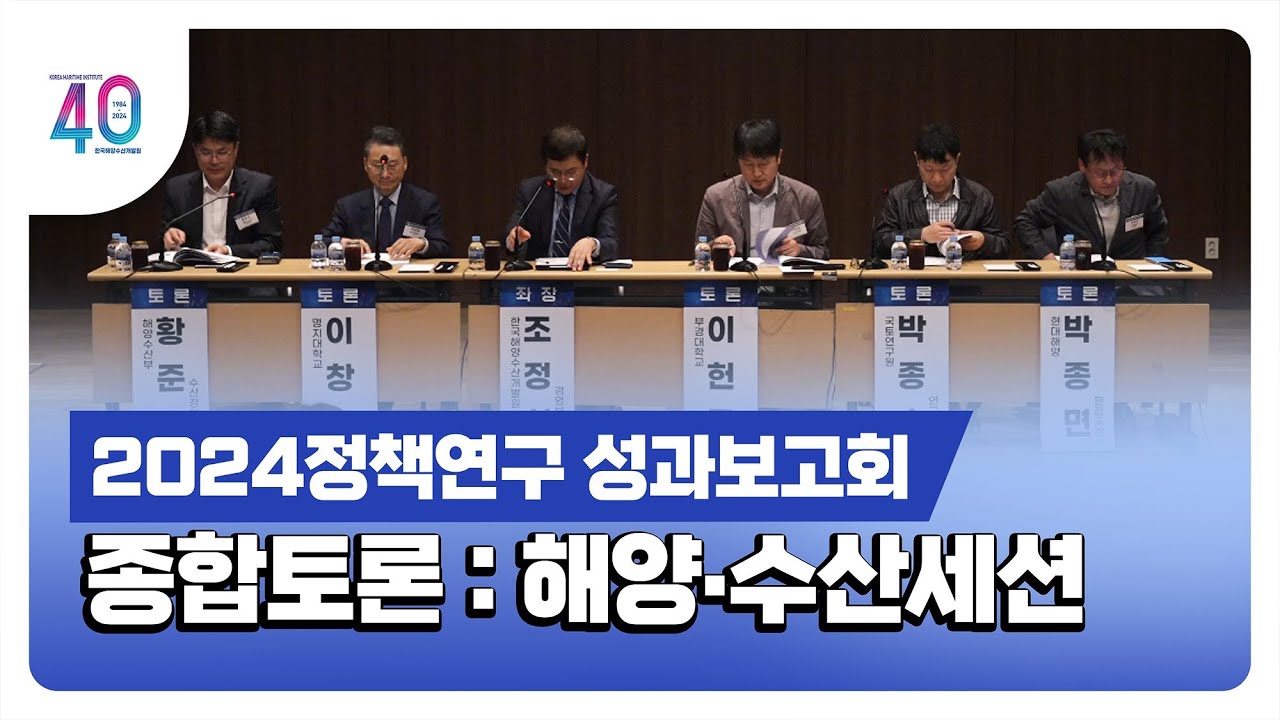 KOREA MARITIME INSTITUTE
40
1984
-
2024
한국해양수산개발원
토론
해양수산부
황준
토론
명지대학교
이창
좌장
한국해양수산개발원
조정
토론
부경대학교
이헌
토론
국토연구원
박종
토론
현대해양
박종면
2024정책연구 성과보고회
종합토론 : 해양·수산세션